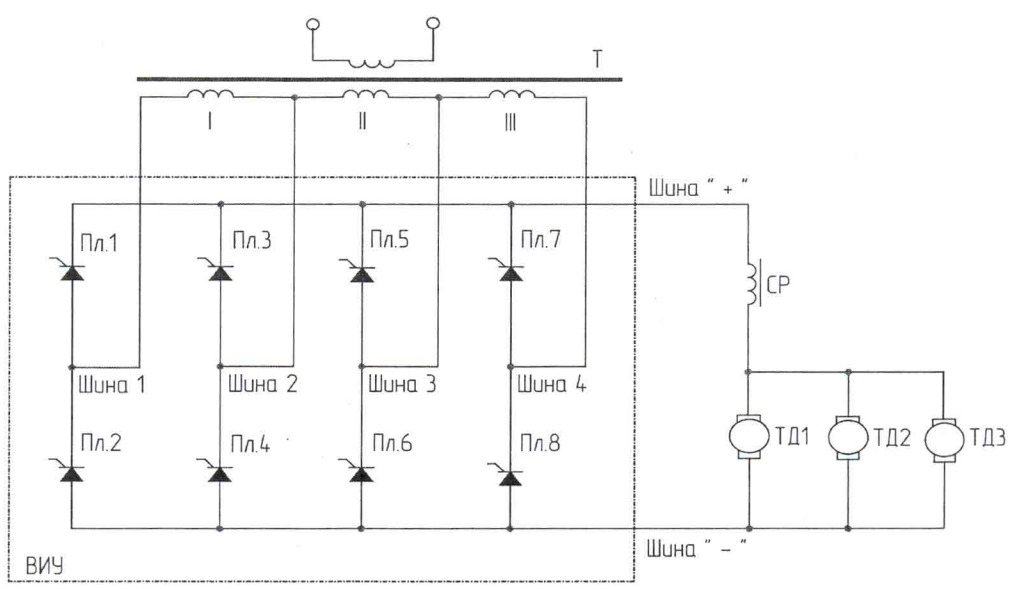 Т
I
II
III
Шина " + "
Пл.1
Пл.3
Пл.5
Пл.7
СР
Шина 1
Шина 2
Шина 3
Шина 4
Пл.2
Пл.4
Пл.6
Пл.8
ТД1
ТД2
ТД3
Шина " – "
ВИУ